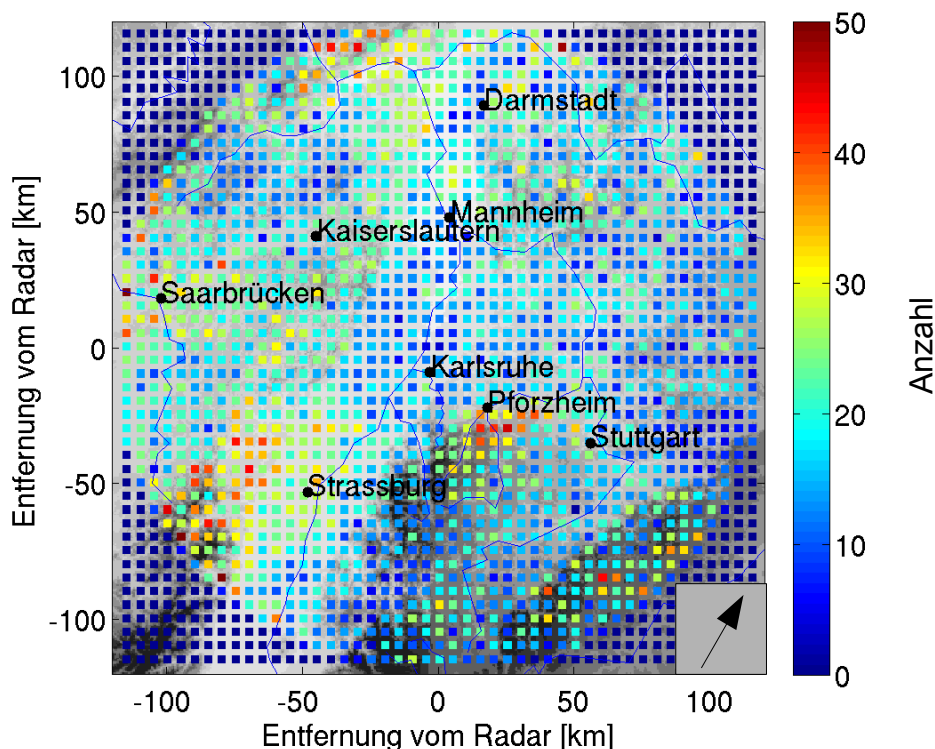 50
40
30
20
10
0
Anzahl
100
50
0
-50
-100
Entfernung vom Radar [km]
Darmstadt
Mannheim
Kaiserslautern
Saarbrücken
Karlsruhe
Pforzheim
Stuttgart
Strassburg
-100
-50
0
50
100
Entfernung vom Radar [km]